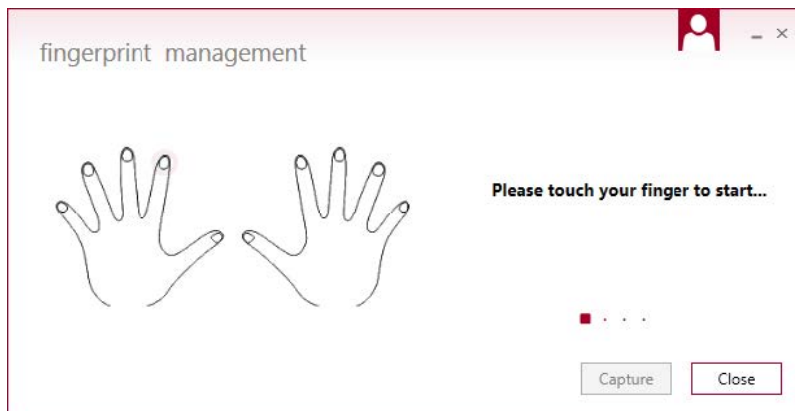 fingerprint management
Please touch your finger to start...
Capture
Close